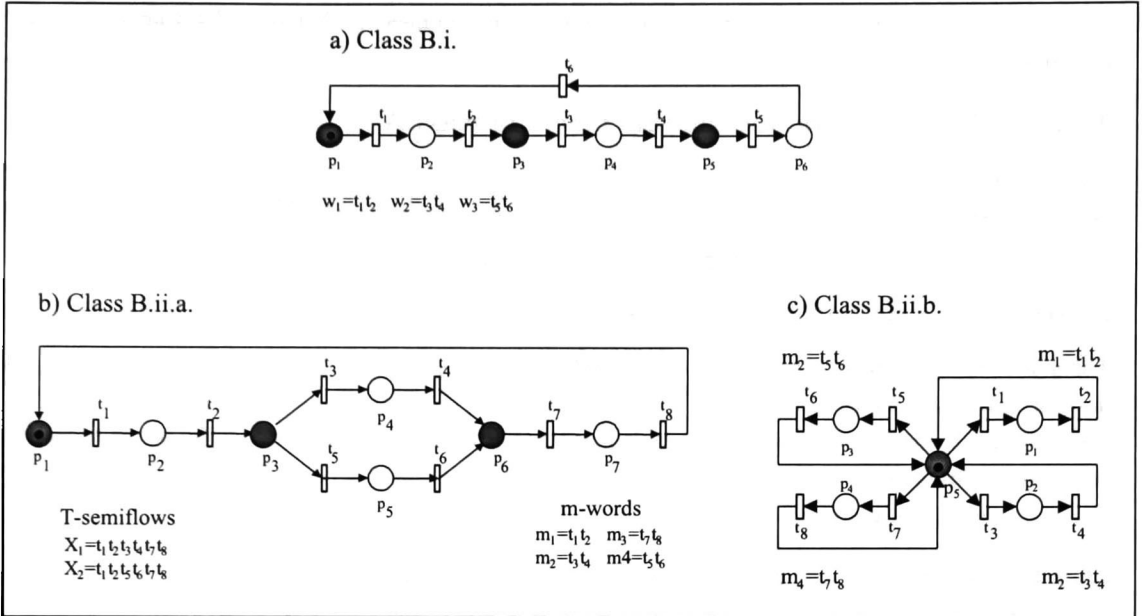 a) Class B.i.
t6
t1 t2 t3 t4 t5
p1 p2 p3 p4 p5 p6
w1=t1t2 w2=t3t4 w3=t5t6
b) Class B.ii.a.
t3 t4
t1 t2 p4 t7 t8
p1 p2 p3 t5 t6 p6 p7
p5
T-semiflows
X1=t1t2t3t4t7t8
X2=t1t2t5t6t7t8
m-words
m1=t1t2 m3=t7t8
m2=t3t4 m4=t5t6
c) Class B.ii.b.
m2=t5t6 m1=t1t2
t6 t5 t1 t2
p3 p1
p4 p5 p2
t8 t7 t3 t4
m4=t7t8 m2=t3t4